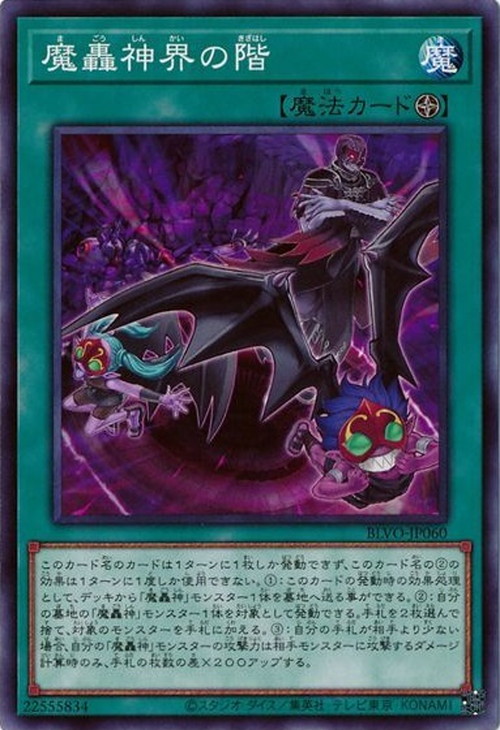 魔轟神界の階
魔
【魔法カード】
BLVO-JP060
このカード名のカードは1ターンに1枚しか発動できず、このカード名の②の
効果は1ターンに1度しか使用できない。①:このカードの発動時の効果処理
として、デッキから「魔轟神」モンスター1体を墓地へ送る事ができる。②:自分
の墓地の「魔轟神」モンスター1体を対象として発動できる。手札を2枚選んで
捨て、対象のモンスターを手札に加える。③:自分の手札が相手より少ない
場合、自分の「魔轟神」モンスターの攻撃力は相手モンスターに攻撃するダメージ
計算時のみ、手札の枚数の差×200アップする。
22555834
©スタジオ・ダイス/集英社・テレビ東京・KONAMI